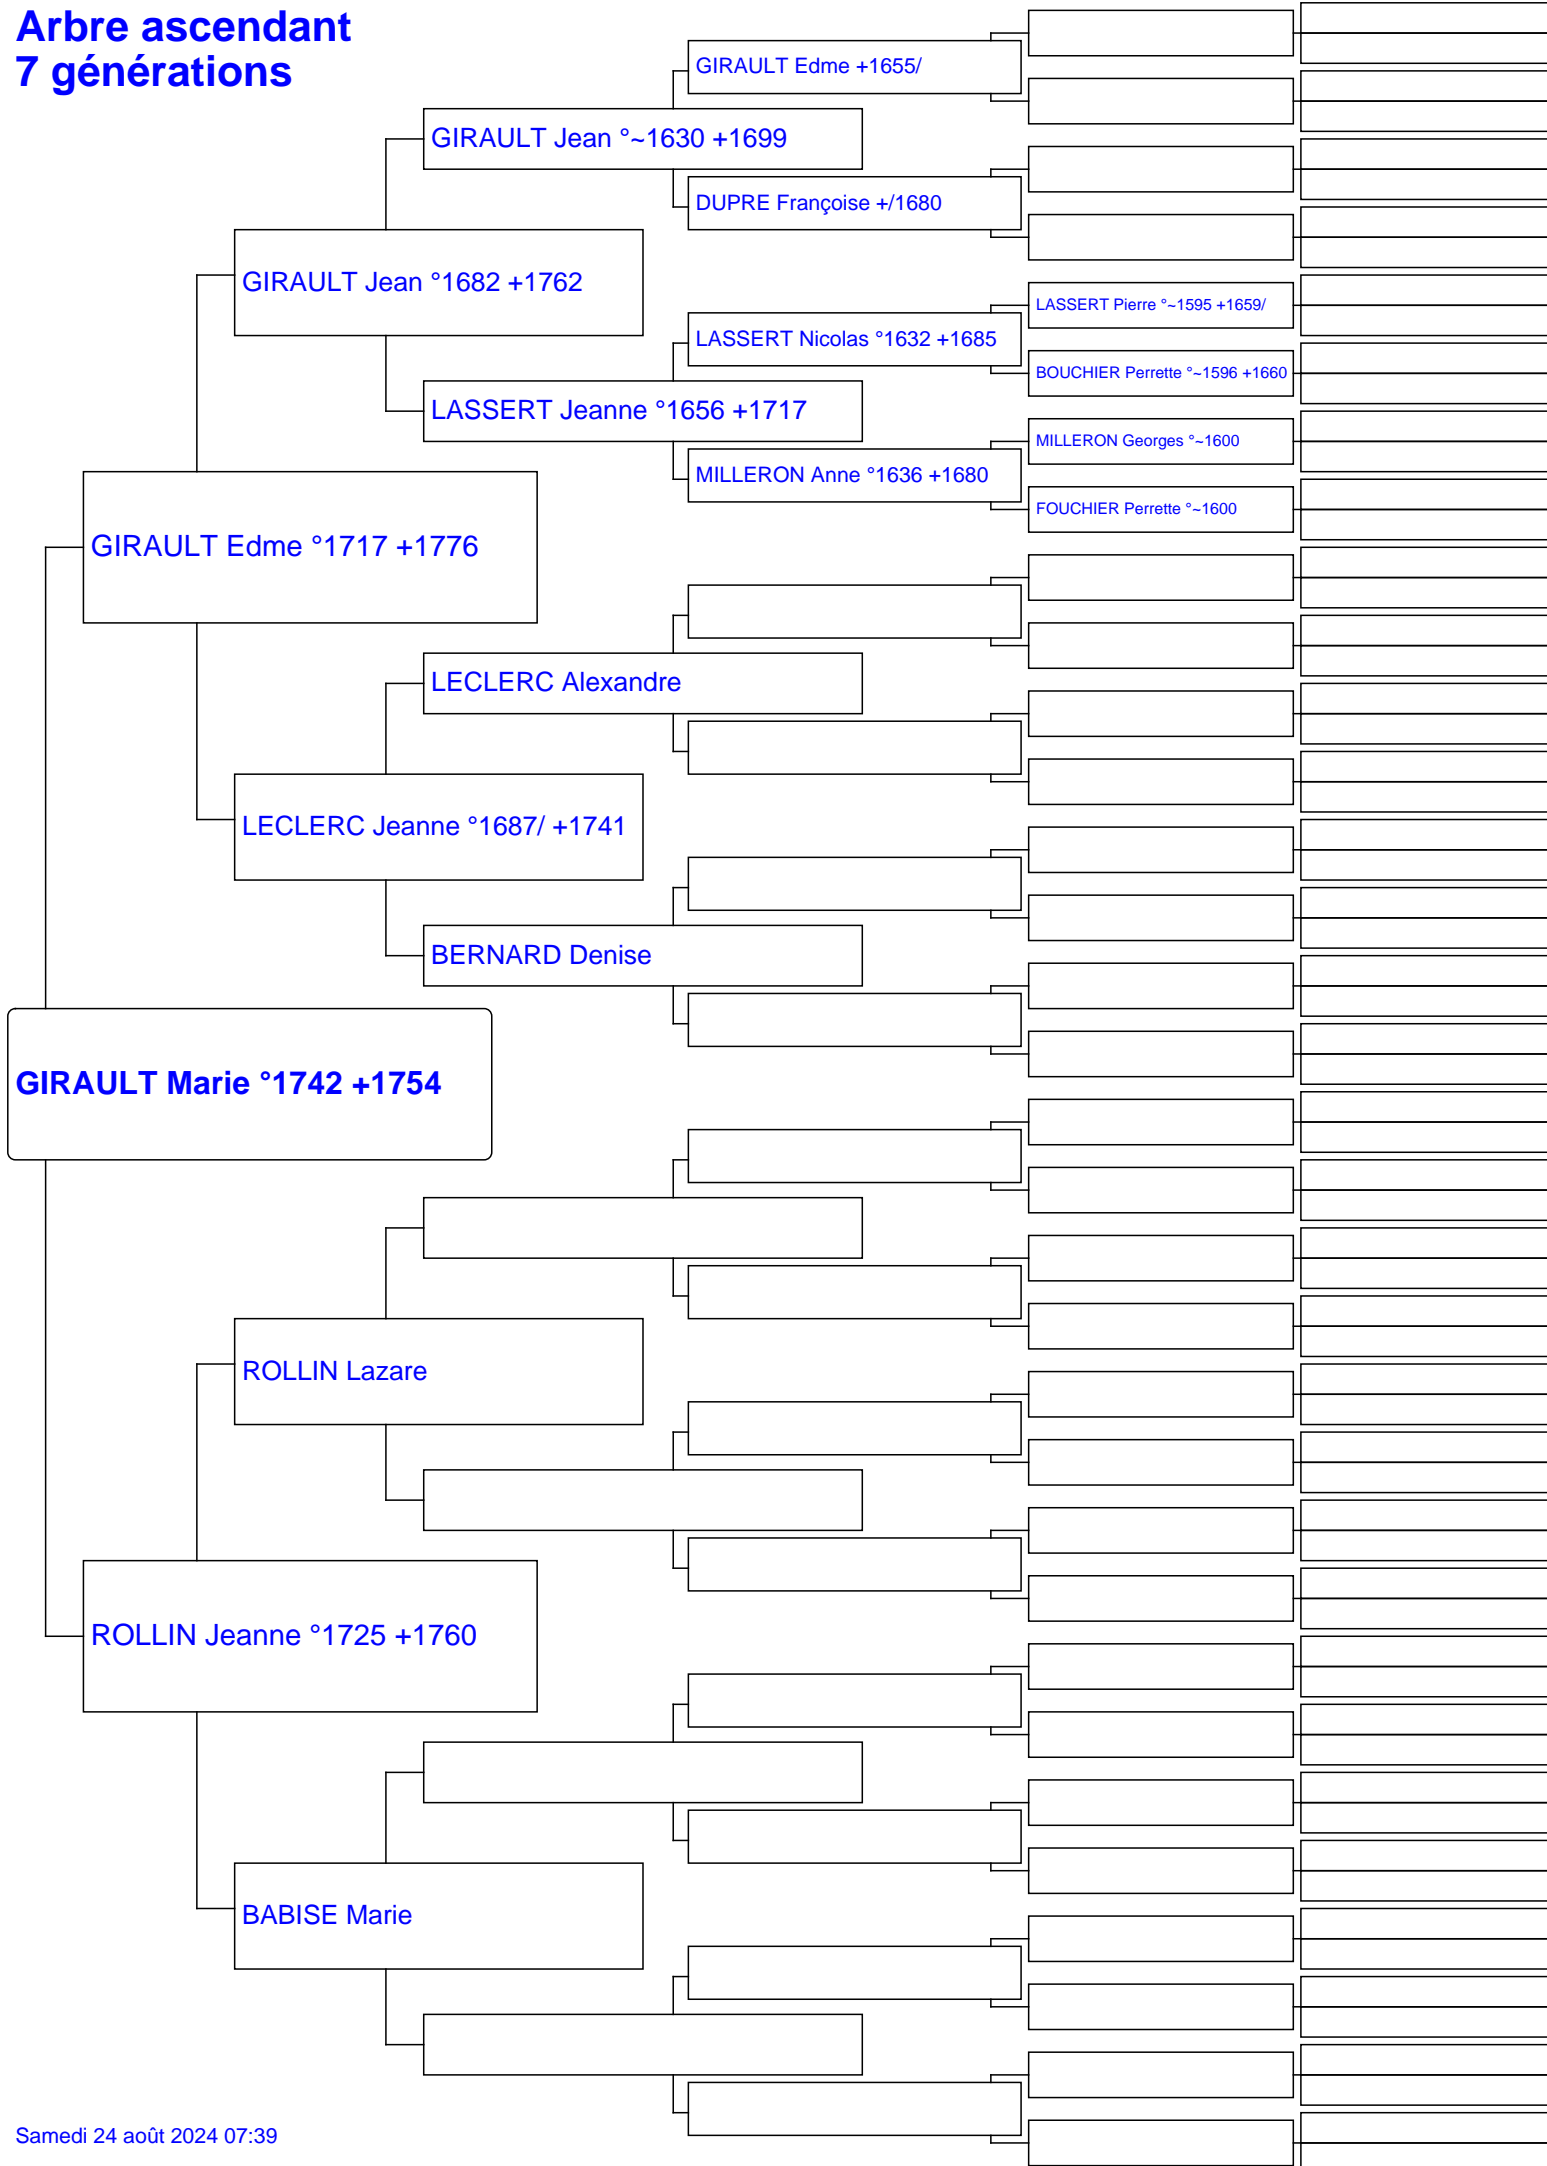 Arbre ascendant
7 générations
GIRAULT Edme +1655/
GIRAULT Jean °~1630 +1699
DUPRE Françoise +/1680
GIRAULT Jean °1682 +1762
LASSERT Pierre °~1595 +1659/
LASSERT Nicolas °1632 +1685
BOUCHIER Perrette °~1596 +1660
LASSERT Jeanne °1656 +1717
MILLERON Georges °~1600
MILLERON Anne °1636 +1680
FOUCHIER Perrette °~1600
GIRAULT Edme °1717 +1776
LECLERC Alexandre
LECLERC Jeanne °1687/ +1741
BERNARD Denise
GIRAULT Marie °1742 +1754
ROLLIN Lazare
ROLLIN Jeanne °1725 +1760
BABISE Marie
Samedi 24 août 2024 07:39